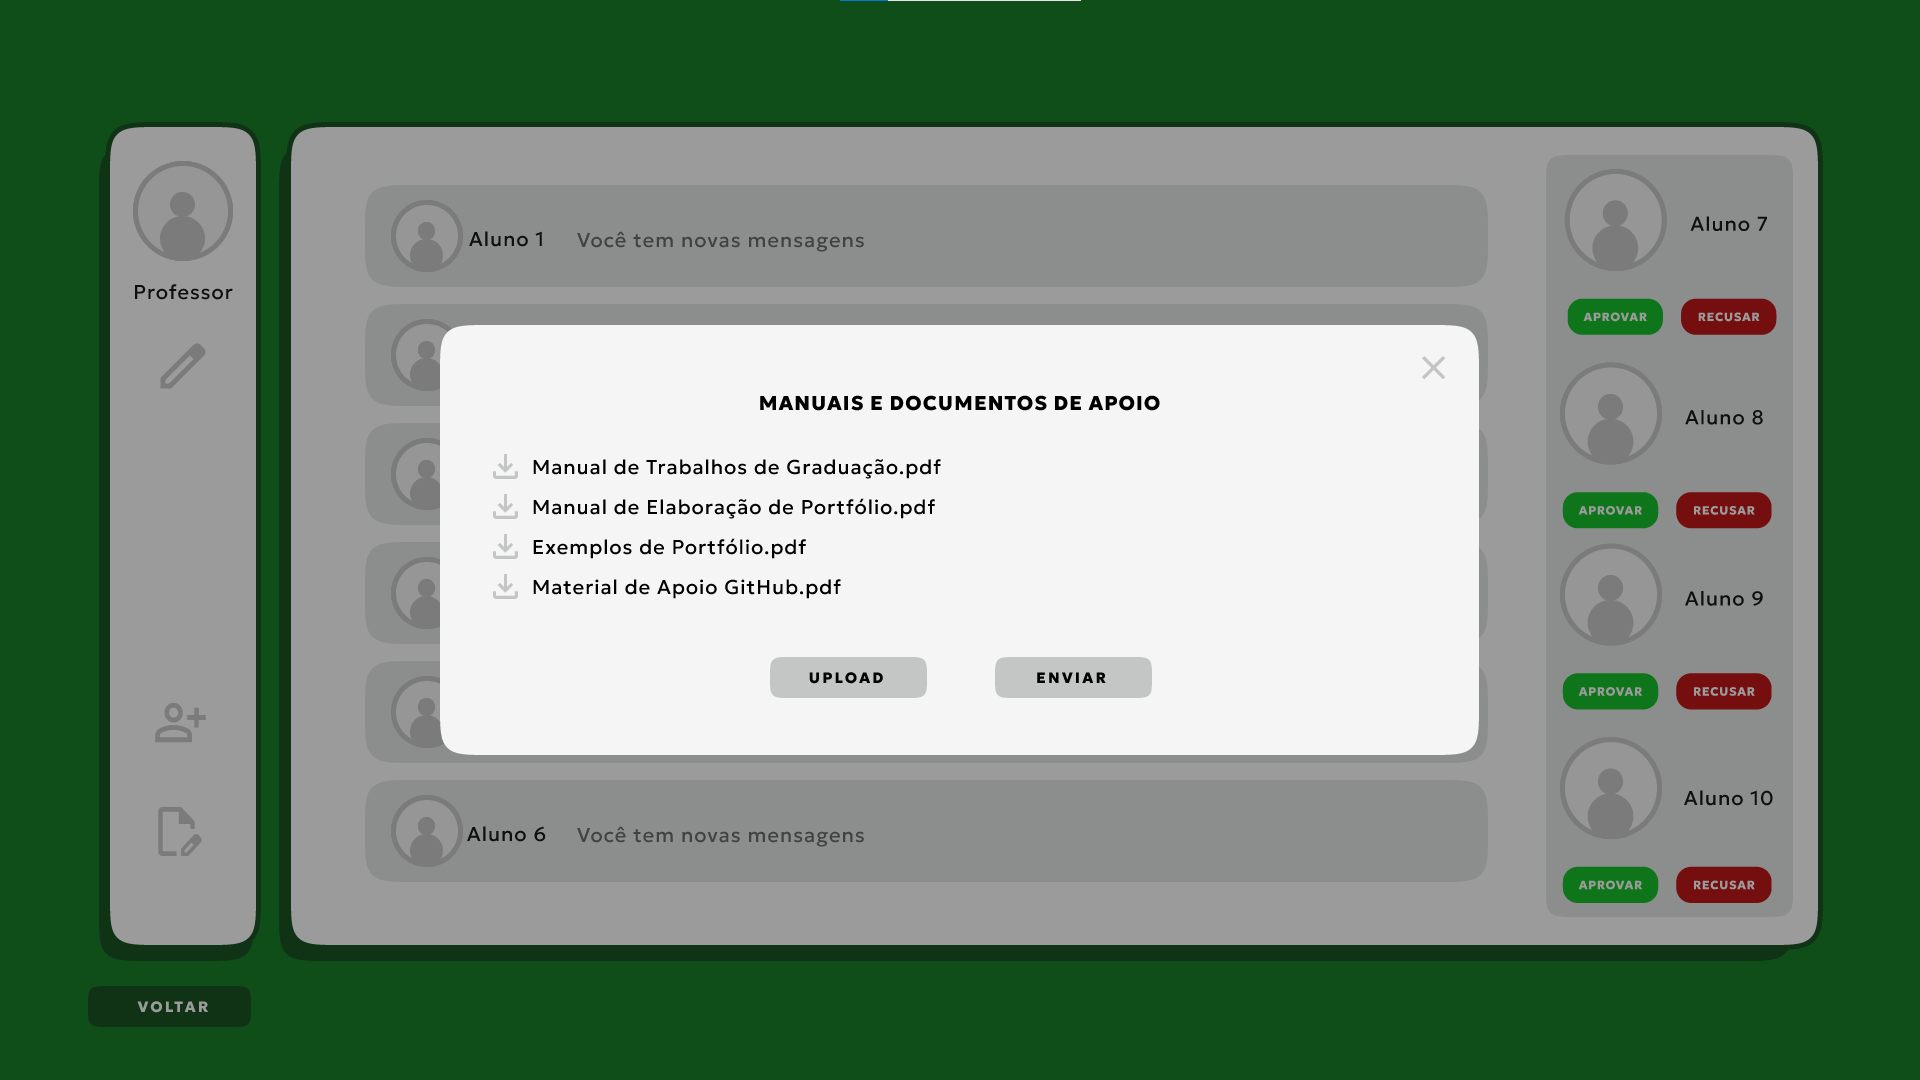 Professor
Aluno 1 Você tem novas mensagens
MANUAIS E DOCUMENTOS DE APOIO
Manual de Trabalhos de Graduação.pdf
Manual de Elaboração de Portfólio.pdf
Exemplos de Portfólio.pdf
Material de Apoio GitHub.pdf
UPLOAD ENVIAR
Aluno 6 Você tem novas mensagens
Aluno 7
APROVAR RECUSAR
Aluno 8
APROVAR RECUSAR
Aluno 9
APROVAR RECUSAR
Aluno 10
APROVAR RECUSAR
VOLTAR